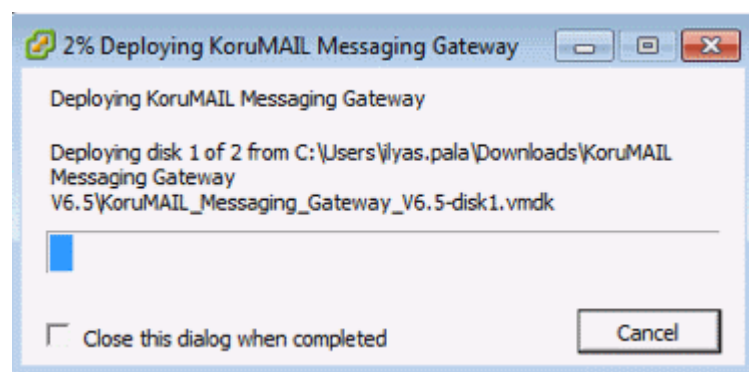 2% Deploying KoruMAIL Messaging Gateway
Deploying KoruMAIL Messaging Gateway
Deploying disk 1 of 2 from C:\Users\ilyas.pala\Downloads\KoruMAIL
Messaging Gateway
V6.5\KoruMAIL_Messaging_Gateway_V6.5-disk1.vmdk
Close this dialog when completed
Cancel